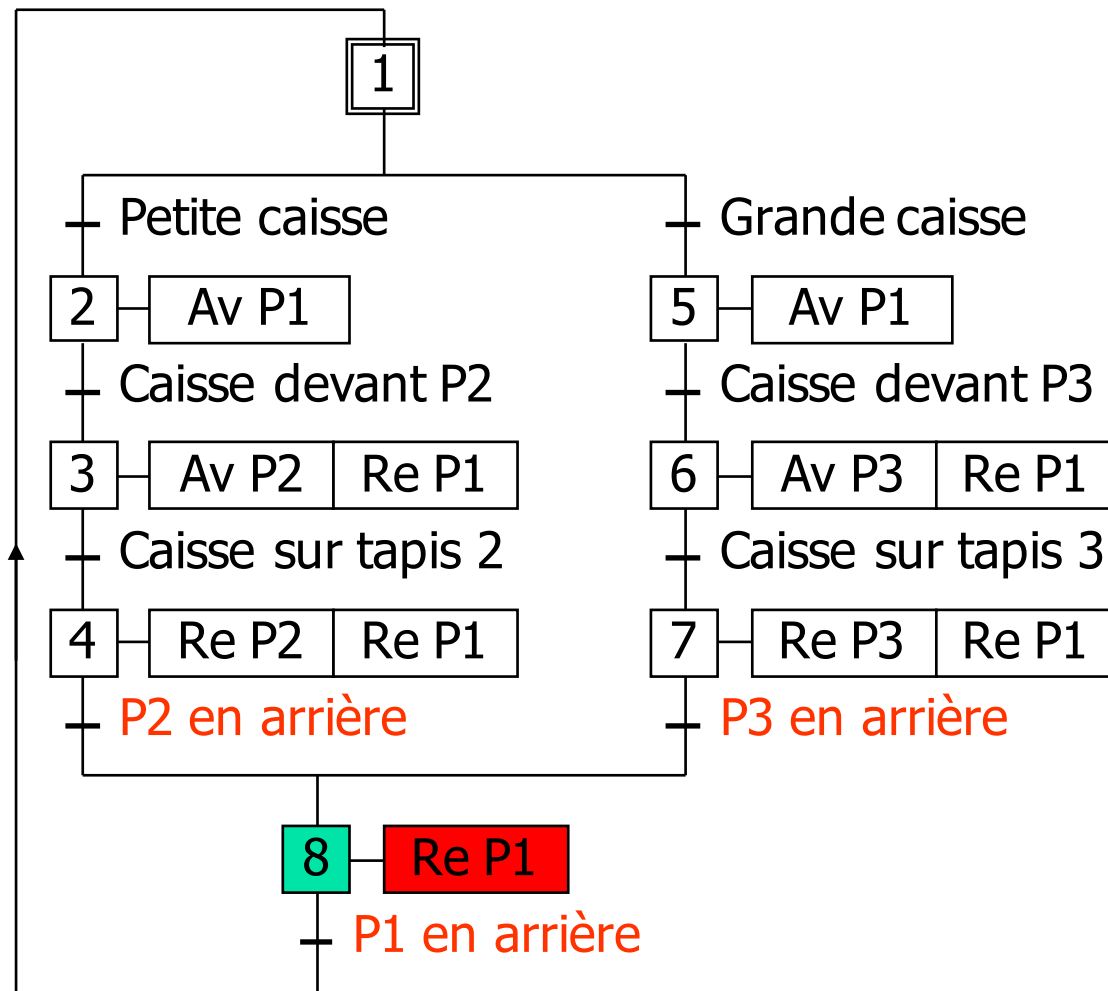 1
Petite caisse Grande caisse
2 Av P1 5 Av P1
Caisse devant P2 Caisse devant P3
3 Av P2 Re P1 6 Av P3 Re P1
Caisse sur tapis 2 Caisse sur tapis 3
4 Re P2 Re P1 7 Re P3 Re P1
P2 en arrière P3 en arrière
8 Re P1
P1 en arrière